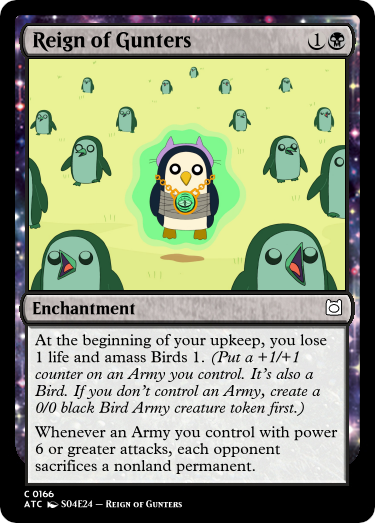 Reign of Gunters 1
Enchantment
At the beginning of your upkeep, you lose
1 life and amass Birds 1. (Put a +1/+1
counter on an Army you control. It's also a
Bird. If you don't control an Army, create a
0/0 black Bird Army creature token first.)
Whenever an Army you control with power
6 or greater attacks, each opponent
sacrifices a nonland permanent.
C 0166
ATC S04E24 – Reign of Gunters